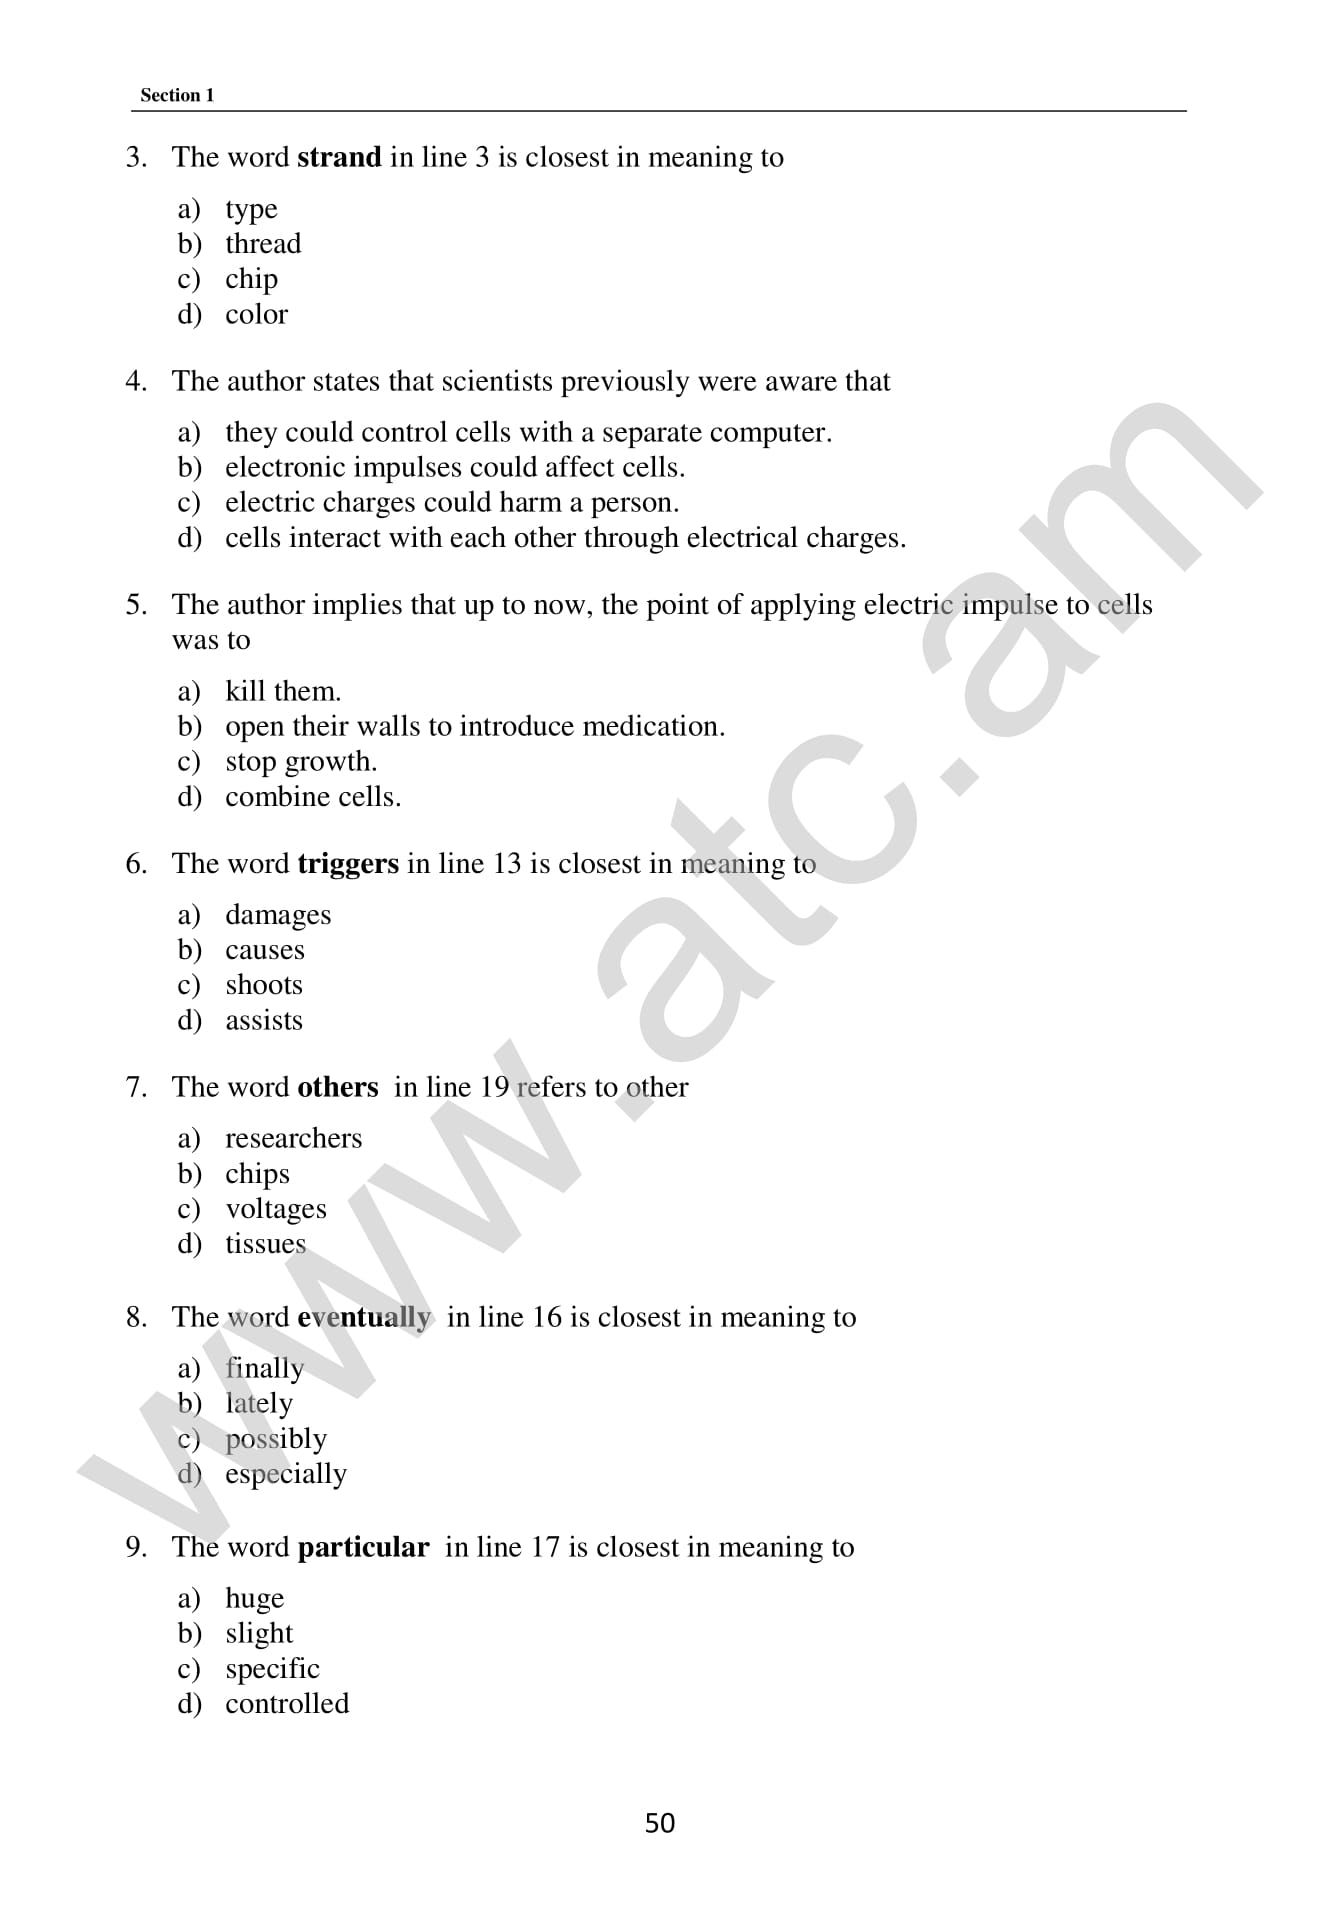 Section 1
3. The word strand in line 3 is closest in meaning to
a) type
b) thread
c) chip
d) color
4. The author states that scientists previously were aware that
a) they could control cells with a separate computer.
b) electronic impulses could affect cells.
c) electric charges could harm a person.
d) cells interact with each other through electrical charges.
5. The author implies that up to now, the point of applying electric impulse to cells
was to
a) kill them.
b) open their walls to introduce medication.
c) stop growth.
d) combine cells.
6. The word triggers in line 13 is closest in meaning to
a) damages
b) causes
c) shoots
d) assists
7. The word others in line 19 refers to other
a) researchers
b) chips
c) voltages
d) tissues
8. The word eventually in line 16 is closest in meaning to
a) finally
b) lately
c) possibly
d) especially
9. The word particular in line 17 is closest in meaning to
a) huge
b) slight
c) specific
d) controlled
50
www.atc.am